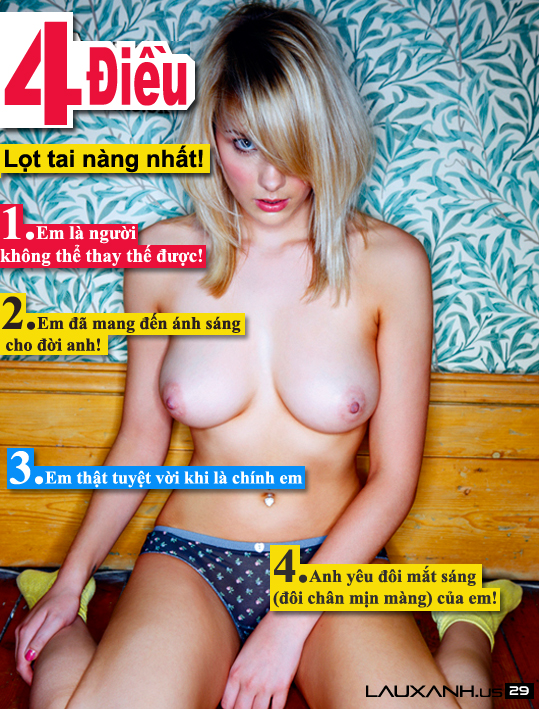 4 Điều
Lọt tai nàng nhất!
1. Em là người
không thể thay thế được!
2. Em đã mang đến ánh sáng
cho đời anh!
3. Em thật tuyệt vời khi là chính em
4. Anh yêu đôi mắt sáng
(đôi chân mịn màng) của em!
LAUXANH.us 29